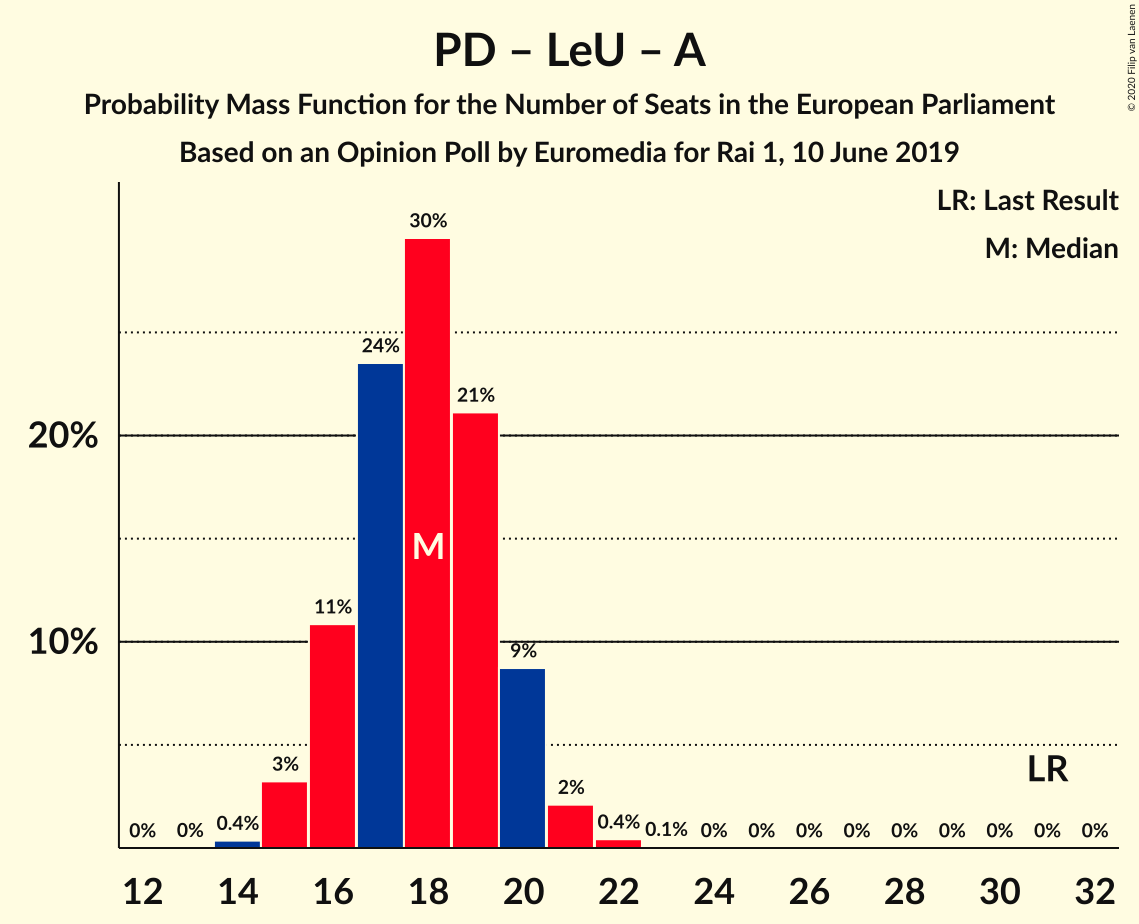 PD – LeU – A
Probability Mass Function for the Number of Seats in the European Parliament
Based on an Opinion Poll by Euromedia for Rai 1, 10 June 2019
© 2020 Filip van Laenen
LR: Last Result
M: Median
20%
10%
0% 0% 0.4% 3% 11% 24% 30% 21% 9% 2% 0.4% 0.1% 0% 0% 0% 0% 0% 0% 0% 0% 0%
M
LR
12 14 16 18 20 22 24 26 28 30 32